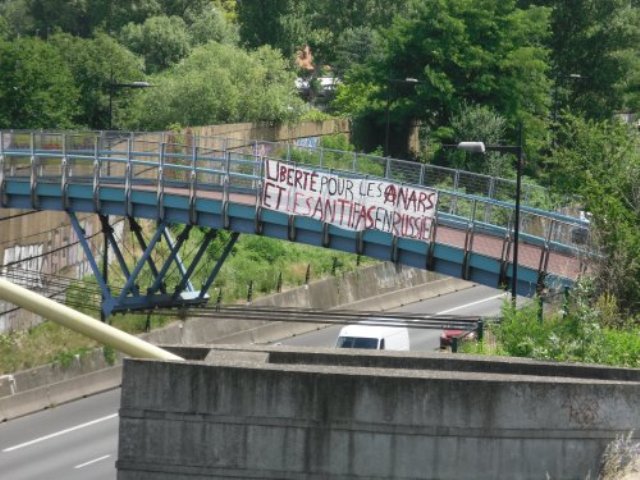 LIBERTÉ POUR LES ANARS
ET LES ANTIFAS EN RUSSIE